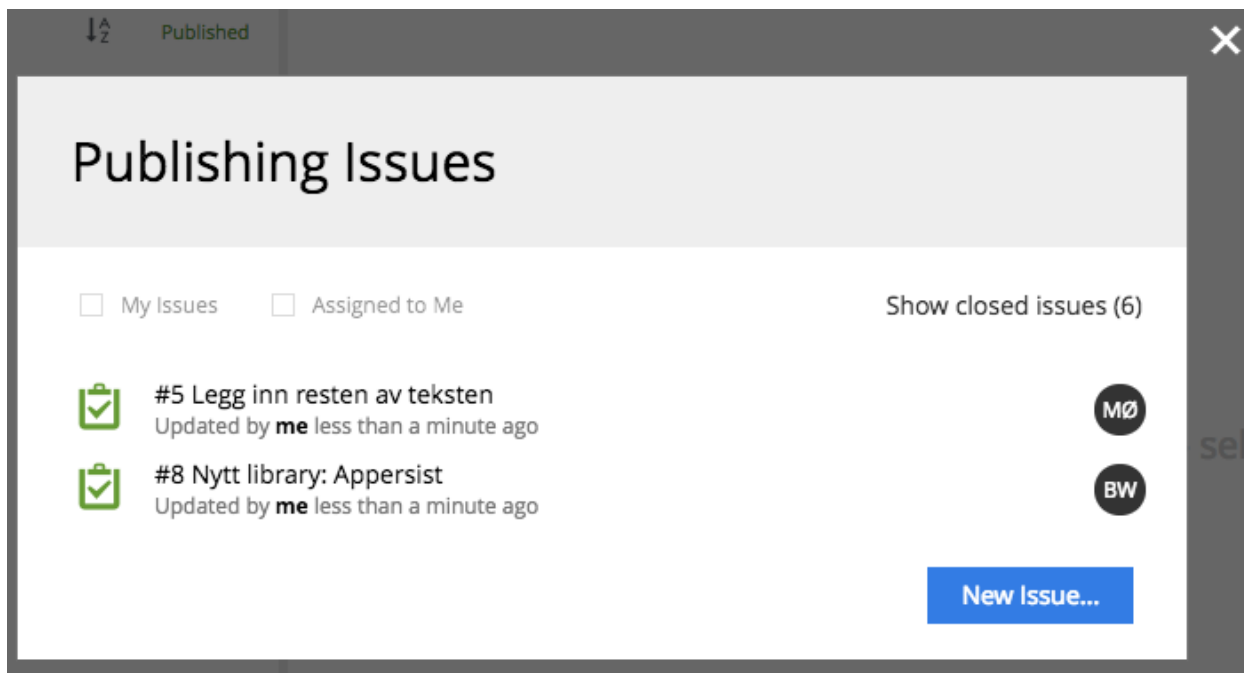 Published
Publishing Issues
My Issues Assigned to Me Show closed issues (6)
#5 Legg inn resten av teksten
Updated by me less than a minute ago
MØ
#8 Nytt library: Appersist
Updated by me less than a minute ago
BW
sel
New Issue...